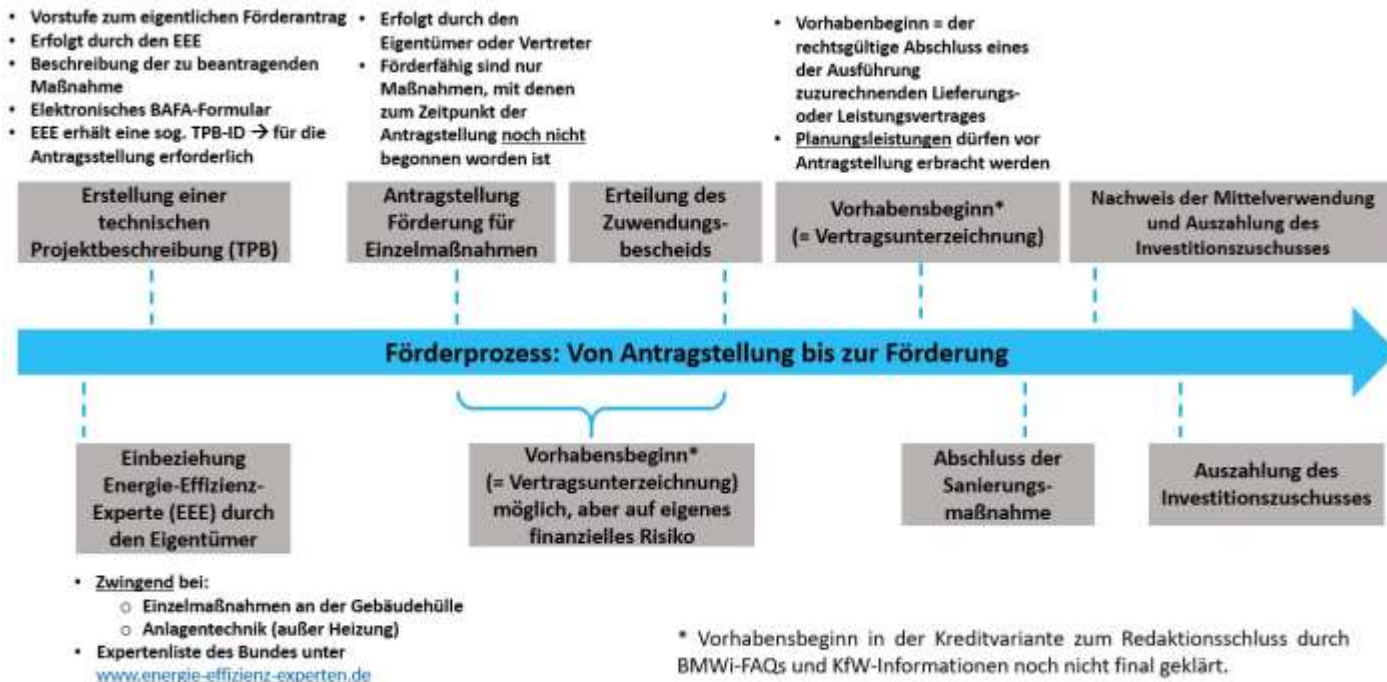 • Vorstufe zum eigentlichen Förderantrag
• Erfolgt durch den EEE
• Beschreibung der zu beantragenden
Maßnahme
• Elektronisches BAFA-Formular
• EEE erhält eine sog. TPB-ID → für die
Antragsstellung erforderlich
• Erfolgt durch den
Eigentümer oder Vertreter
• Förderfähig sind nur
Maßnahmen, mit denen
zum Zeitpunkt der
Antragstellung noch nicht
begonnen worden ist
• Vorhabenbeginn = der
rechtsgültige Abschluss eines
der Ausführung
zuzurechnenden Lieferungs-
oder Leistungsvertrages
• Planungsleistungen dürfen vor
Antragstellung erbracht werden
Erstellung einer
technischen
Projektbeschreibung (TPB)
Antragstellung
Förderung für
Einzelmaßnahmen
Erteilung des
Zuwendungs-
bescheids
Vorhabensbeginn*
(= Vertragsunterzeichnung)
Nachweis der Mittelverwendung
und Auszahlung des
Investitionszuschusses
Förderprozess: Von Antragstellung bis zur Förderung
Einbeziehung
Energie-Effizienz-
Experte (EEE) durch
den Eigentümer
Vorhabensbeginn*
(= Vertragsunterzeichnung)
möglich, aber auf eigenes
finanzielles Risiko
Abschluss der
Sanierungs-
maßnahme
Auszahlung des
Investitionszuschusses
• Zwingend bei:
o Einzelmaßnahmen an der Gebäudehülle
o Anlagentechnik (außer Heizung)
• Expertenliste des Bundes unter
www.energie-effizienz-experten.de
* Vorhabensbeginn in der Kreditvariante zum Redaktionsschluss durch
BMWi-FAQs und KfW-Informationen noch nicht final geklärt.